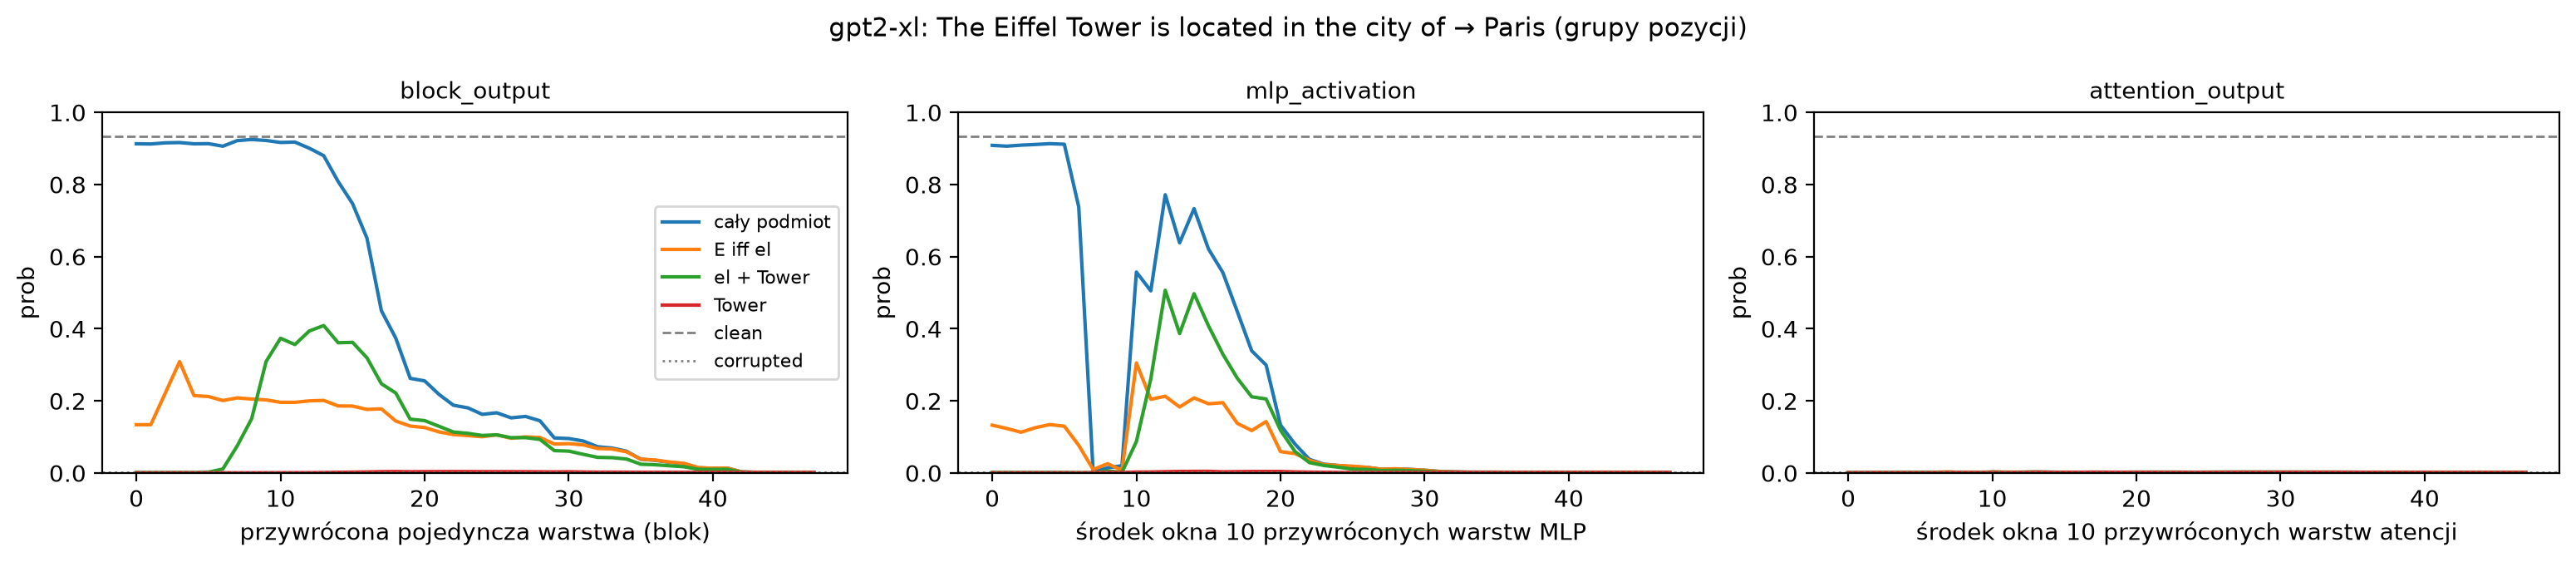 gpt2-xl: The Eiffel Tower is located in the city of → Paris (grupy pozycji)
block_output
prob
1.0
0.8
0.6
0.4
0.2
0.0
cały podmiot
E iff el
el + Tower
Tower
clean
corrupted
0 10 20 30 40
przywrócona pojedyncza warstwa (blok)
mlp_activation
prob
1.0
0.8
0.6
0.4
0.2
0.0
0 10 20 30 40
środek okna 10 przywróconych warstw MLP
attention_output
prob
1.0
0.8
0.6
0.4
0.2
0.0
0 10 20 30 40
środek okna 10 przywróconych warstw atencji